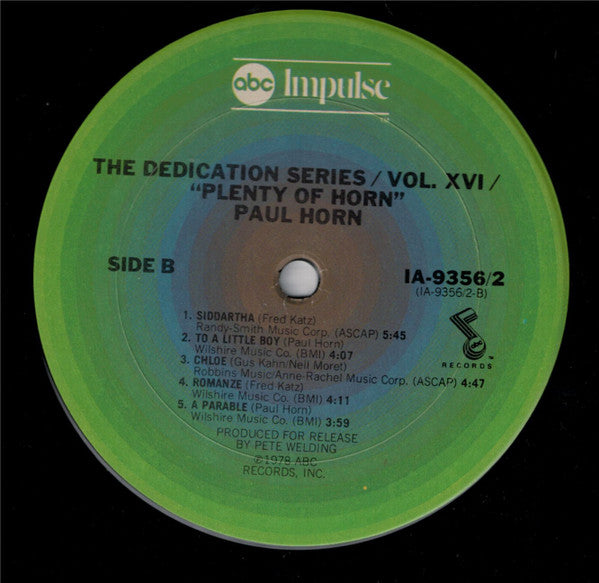 abc Impulse
TM
THE DEDICATION SERIES / VOL. XVI /
"PLENTY OF HORN"
PAUL HORN
SIDE B
IA-9356/2
(IA-9356/2-B)
1. SIDDARTHA (Fred Katz)
Randy-Smith Music Corp. (ASCAP) 5:45
2. TO A LITTLE BOY (Paul Horn)
Wilshire Music Co. (BMI) 4:07
3. CHLOE (Gus Kahn/Neil Moret)
Robbins Music/Anne-Rachel Music Corp. (ASCAP) 4:47
4. ROMANZE (Fred Katz)
Wilshire Music Co. (BMI) 4:11
5. A PARABLE (Paul Horn)
Wilshire Music Co. (BMI) 3:59
abc
RECORDS
TM
PRODUCED FOR RELEASE
BY PETE WELDING
℗1978 ABC
RECORDS, INC.